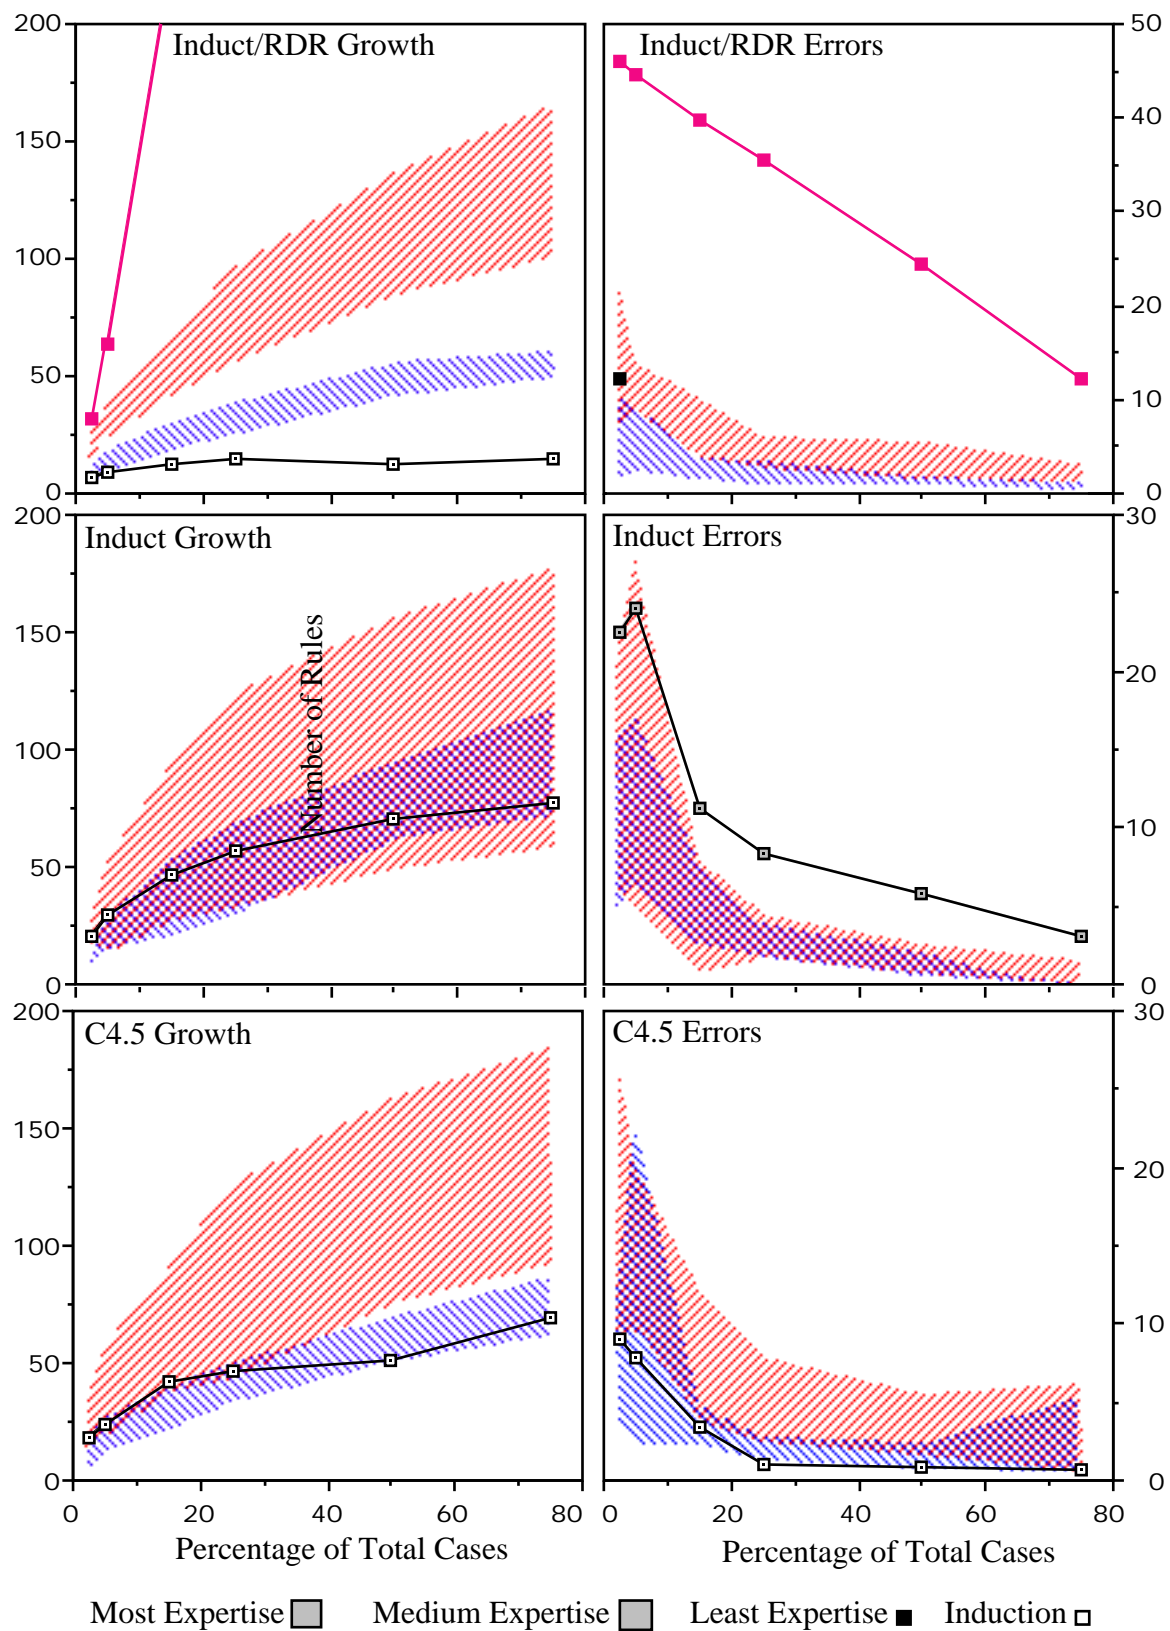 200
150
100
50
0
Induct/RDR Growth
Induct/RDR Errors
50
40
30
20
10
0
200
150
100
50
0
Induct Growth
Number of Rules
Induct Errors
30
20
10
0
200
150
100
50
0
C4.5 Growth
C4.5 Errors
30
20
10
0
0 20 40 60 80
0 20 40 60 80
Percentage of Total Cases
Percentage of Total Cases
Most Expertise Medium Expertise Least Expertise Induction